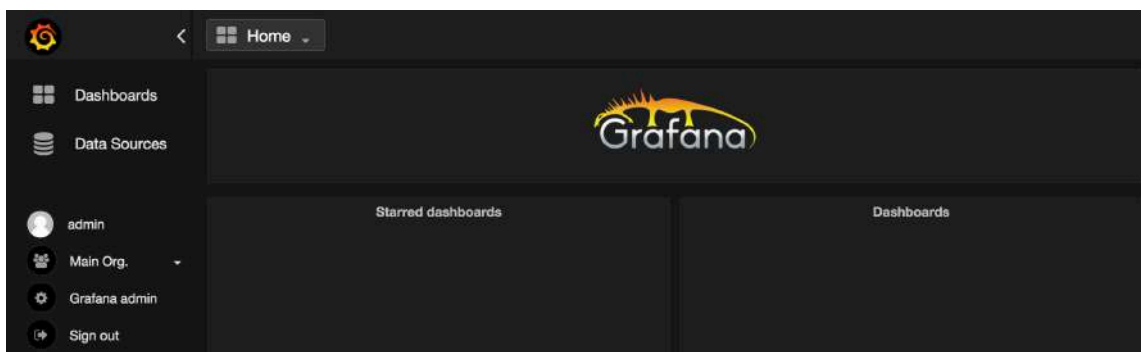 Home
Dashboards
Data Sources
Grafana
Starred dashboards
Dashboards
admin
Main Org.
Grafana admin
Sign out